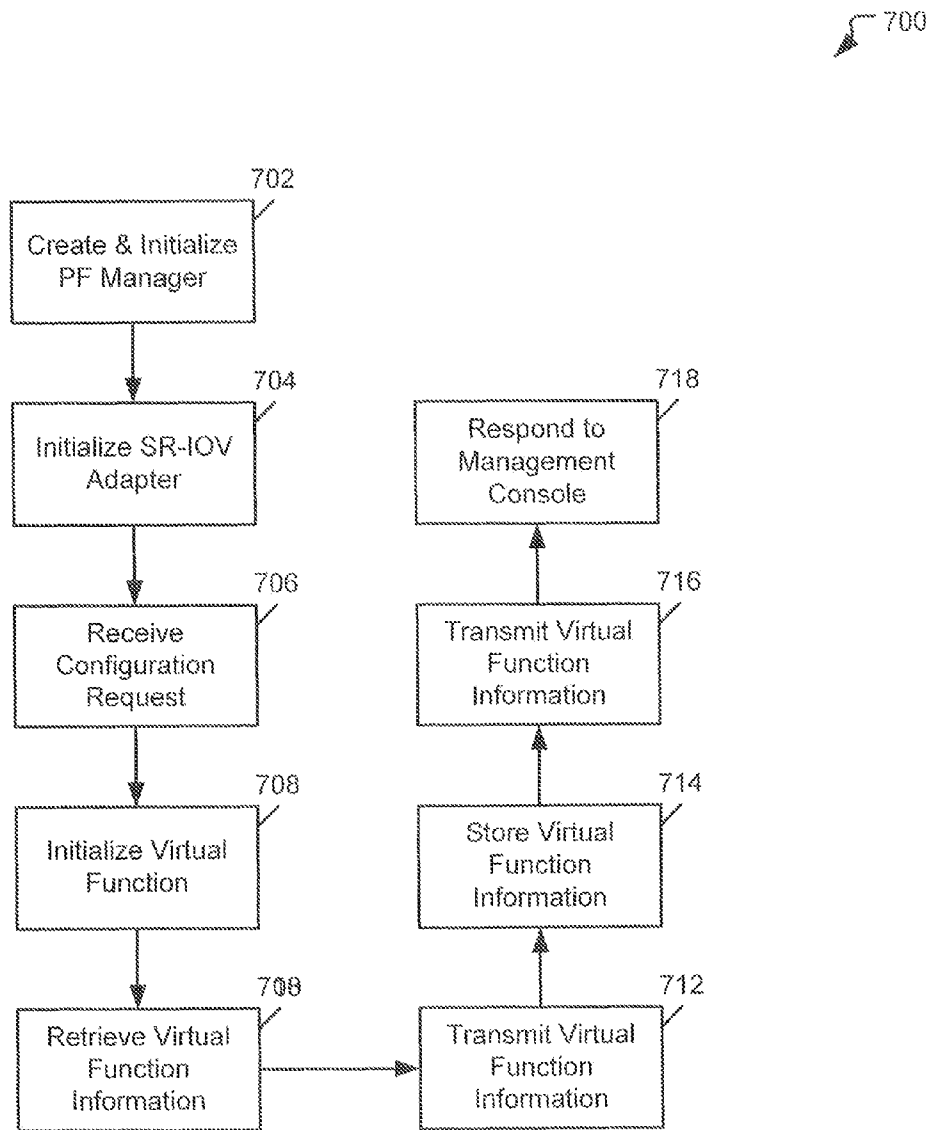 700
702
Create & Initialize
PF Manager
704
Initialize SR-IOV
Adapter
706
Receive
Configuration
Request
708
Initialize Virtual
Function
Retrieve Virtual
Function
Information
712
Transmit Virtual
Function
Information
714
Store Virtual
Function
Information
716
Transmit Virtual
Function
Information
718
Respond to
Management
Console